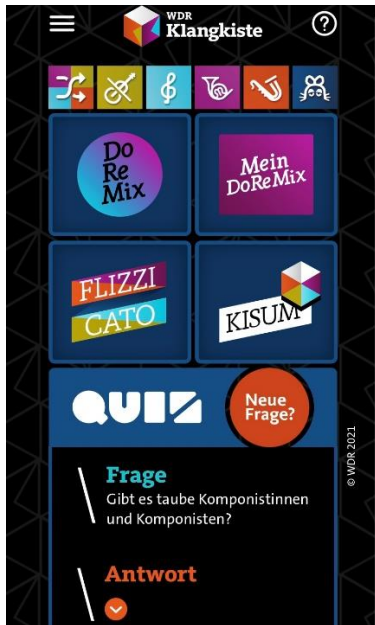 WDR
Klangkiste
?
Do
Re
Mix
Mein
DoReMix
FLIZZI
CATO
KISUM
QUIZ
Neue
Frage?
Frage
Gibt es taube Komponistinnen
und Komponisten?
Antwort
© WDR 2021